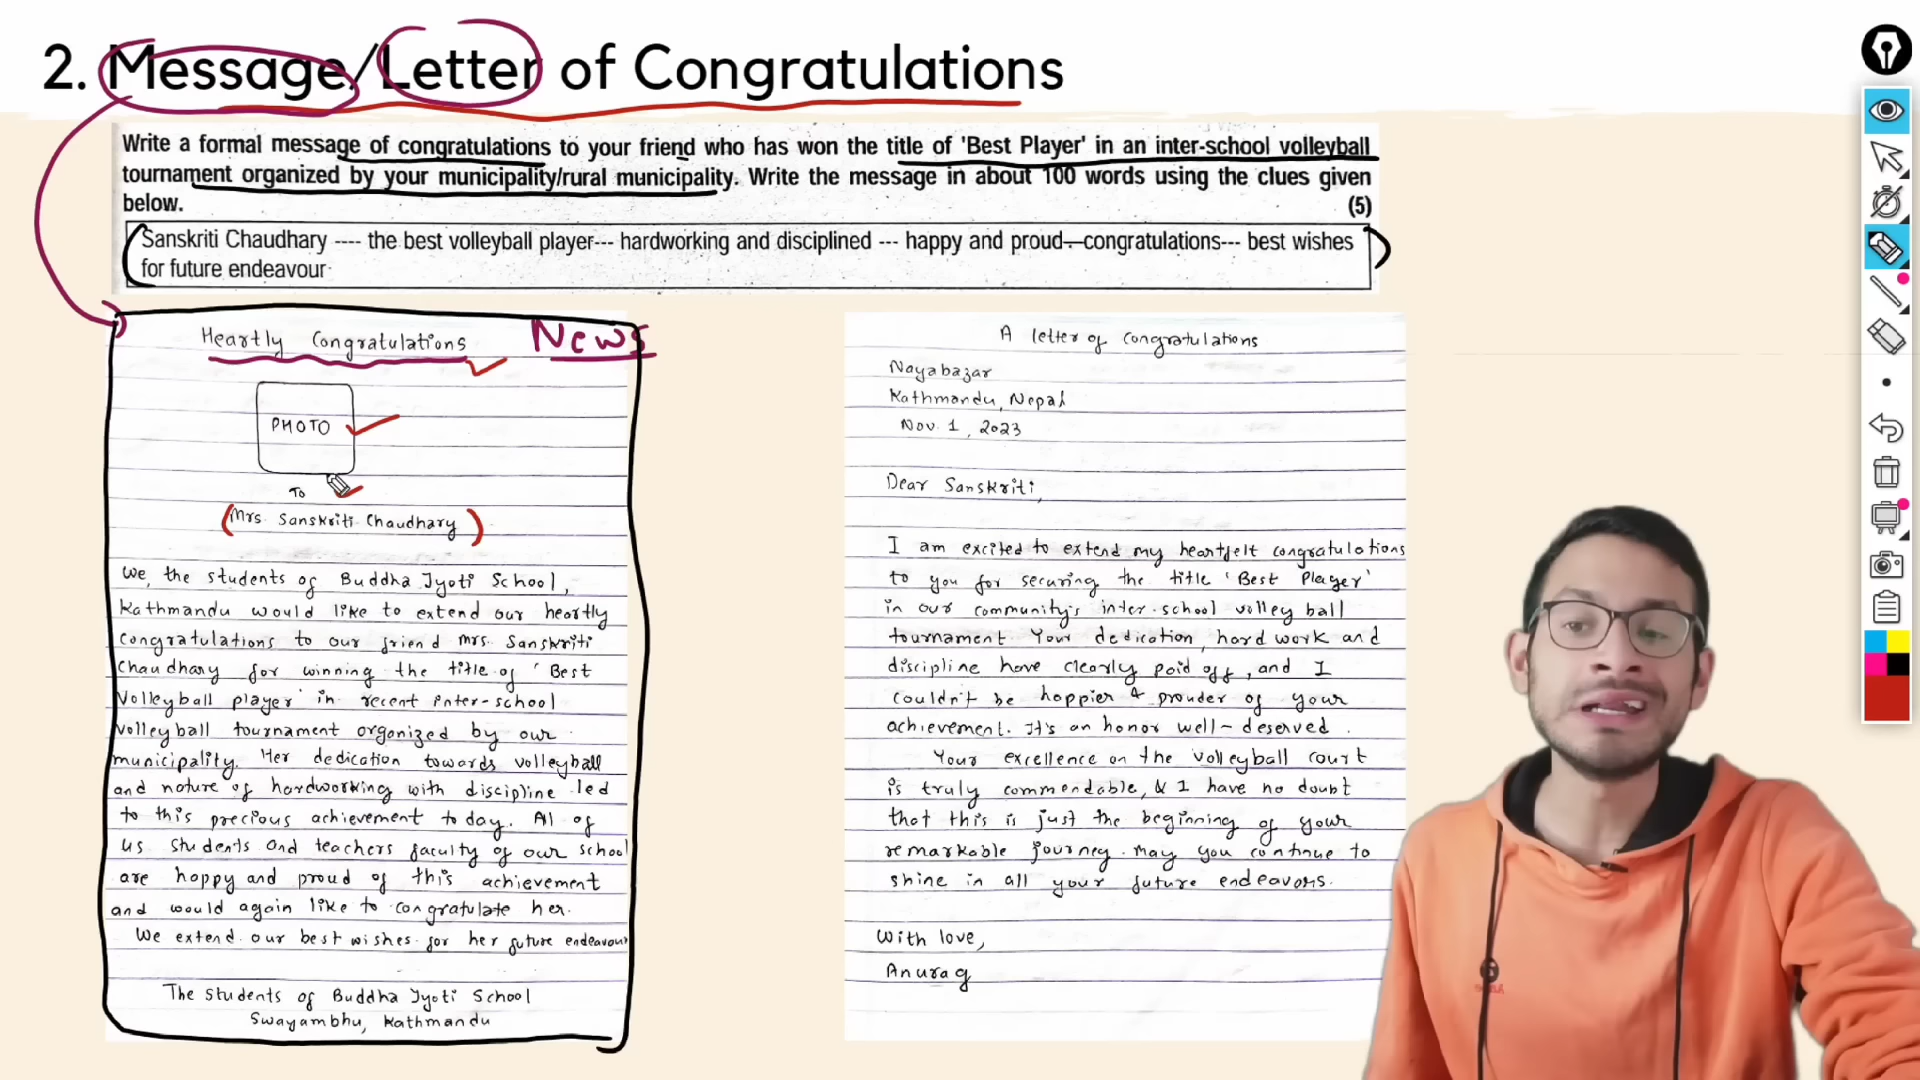 2. Message/Letter of Congratulations
Write a formal message of congratulations to your friend who has won the title of 'Best Player' in an inter-school volleyball
tournament organized by your municipality/rural municipality. Write the message in about 100 words using the clues given
below. (5)
Sanskriti Chaudhary ---- the best volleyball player--- hardworking and disciplined --- happy and proud—congratulations--- best wishes
for future endeavour
Heartly Congratulations
News
PHOTO
To
Mrs. Sanskriti Chaudhary
We, the students of Buddha Jyoti School,
Kathmandu would like to extend our heartly
congratulations to our friend Mrs. Sanskriti
Chaudhary for winning the title of 'Best
Volleyball player' in recent inter-school
volleyball tournament organized by our
municipality. Her dedication towards volleyball
and nature of hardworking with discipline led
to this precious achievement today. All of
us students and teachers faculty of our school
are happy and proud of this achievement
and would again like to congratulate her.
We extend our best wishes for her future endeavour
The Students of Buddha Jyoti School
Swayambhu, Kathmandu
A letter of congratulations
Nayabazar
Kathmandu, Nepal
Nov. 1, 2023
Dear Sanskriti,
I am excited to extend my heartfelt congratulations
to you for securing the title 'Best Player'
in our community's inter-school volley ball
tournament. Your dedication, hard work and
discipline have clearly paid off, and I
couldn't be happier & prouder of your
achievement. It's an honor well-deserved.
Your excellence on the volleyball court
is truly commendable, & I have no doubt
that this is just the beginning of your
remarkable journey. May you continue to
shine in all your future endeavors.
With love,
Anurag